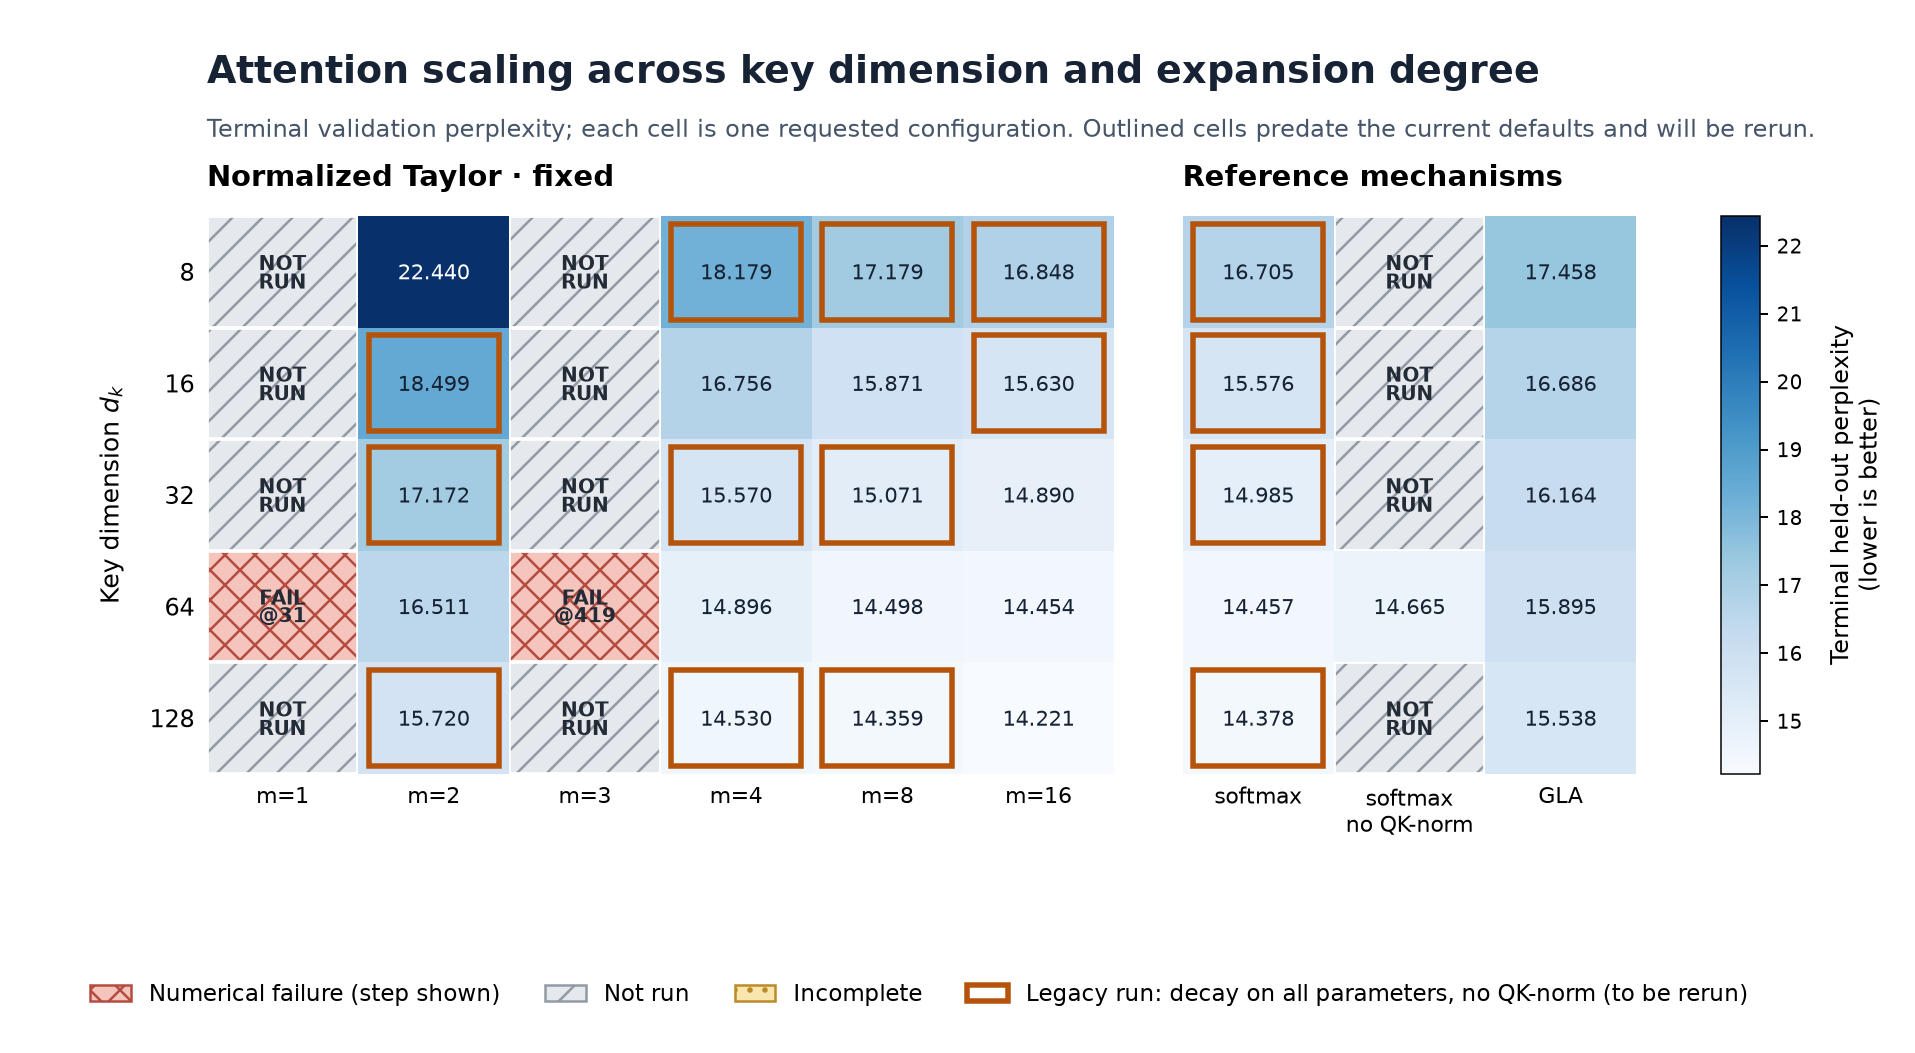 Attention scaling across key dimension and expansion degree
Terminal validation perplexity; each cell is one requested configuration. Outlined cells predate the current defaults and will be rerun.
Normalized Taylor · fixed
Reference mechanisms
Key dimension dₖ
8
NOT
RUN
22.440
NOT
RUN
18.179
17.179
16.848
16.705
NOT
RUN
17.458
16
NOT
RUN
18.499
NOT
RUN
16.756
15.871
15.630
15.576
NOT
RUN
16.686
32
NOT
RUN
17.172
NOT
RUN
15.570
15.071
14.890
14.985
NOT
RUN
16.164
64
FAIL
@31
16.511
FAIL
@419
14.896
14.498
14.454
14.457
14.665
15.895
128
NOT
RUN
15.720
NOT
RUN
14.530
14.359
14.221
14.378
NOT
RUN
15.538
m=1
m=2
m=3
m=4
m=8
m=16
softmax
softmax
no QK-norm
GLA
22
21
20
19
18
17
16
15
Terminal held-out perplexity
(lower is better)
Numerical failure (step shown)
Not run
Incomplete
Legacy run: decay on all parameters, no QK-norm (to be rerun)